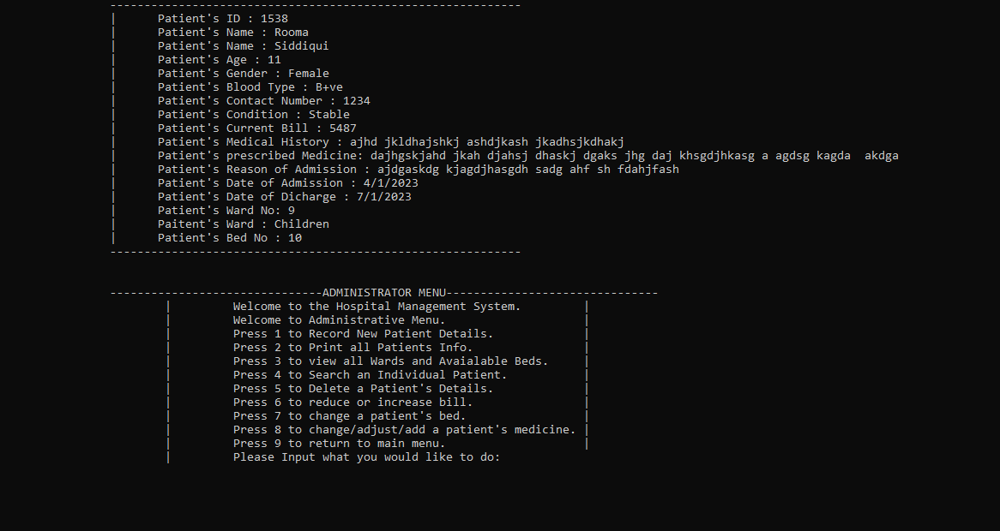 ------------------------------------------------------------
| Patient's ID : 1538
| Patient's Name : Rooma
| Patient's Name : Siddiqui
| Patient's Age : 11
| Patient's Gender : Female
| Patient's Blood Type : B+ve
| Patient's Contact Number : 1234
| Patient's Condition : Stable
| Patient's Current Bill : 5487
| Patient's Medical History : ajhd jkldhajshkj ashdjkash jkadhsjkdhakj
| Patient's prescribed Medicine: dajhgskjahd jkah djahsj dhaskj dgaks jhg daj khsgdjhkasg a agdsg kagda  akdga
| Patient's Reason of Admission : ajdgaskdg kjagdjhasgdh sadg ahf sh fdahjfash
| Patient's Date of Admission : 4/1/2023
| Patient's Date of Dicharge : 7/1/2023
| Patient's Ward No: 9
| Paitent's Ward : Children
| Patient's Bed No : 10
------------------------------------------------------------
-------------------------------ADMINISTRATOR MENU-------------------------------
| Welcome to the Hospital Management System. |
| Welcome to Administrative Menu. |
| Press 1 to Record New Patient Details. |
| Press 2 to Print all Patients Info. |
| Press 3 to view all Wards and Avaialable Beds. |
| Press 4 to Search an Individual Patient. |
| Press 5 to Delete a Patient's Details. |
| Press 6 to reduce or increase bill. |
| Press 7 to change a patient's bed. |
| Press 8 to change/adjust/add a patient's medicine. |
| Press 9 to return to main menu. |
| Please Input what you would like to do: